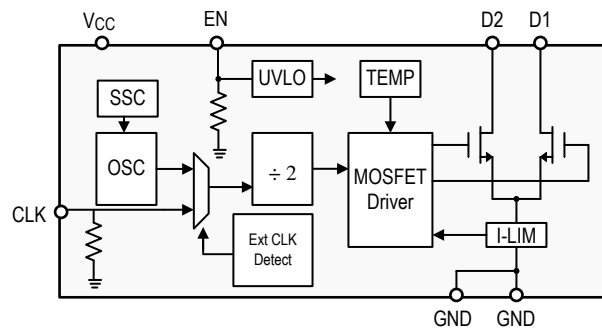 VCC
EN
D2
D1
SSC
UVLO
TEMP
OSC
÷ 2
MOSFET
Driver
CLK
Ext CLK
Detect
I-LIM
GND
GND